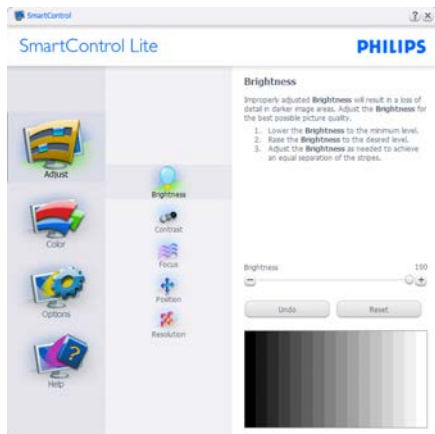 SmartControl
SmartControl Lite
PHILIPS
Adjust
Color
Options
Help
Brightness
Contrast
Focus
Position
Resolution
Brightness
Improperly adjusted Brightness will result in a loss of
detail in darker image areas. Adjust the Brightness for
the best possible picture quality.
1. Lower the Brightness to the minimum level.
2. Raise the Brightness to the desired level.
3. Adjust the Brightness as needed to achieve
an equal separation of the stripes.
Brightness 100
Undo Reset